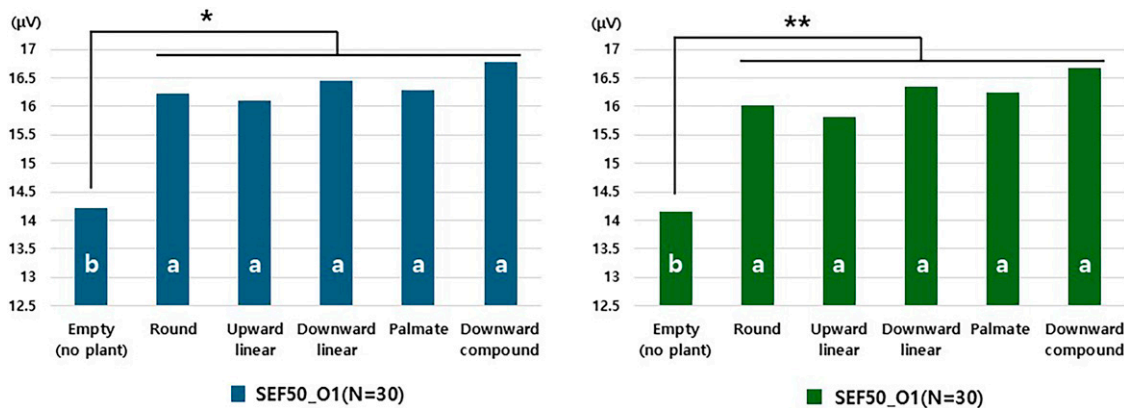 (μV)
*
17
16.5
16
15.5
15
14.5
14
13.5
13
12.5
b
a
a
a
a
a
Empty
(no plant)
Round
Upward
linear
Downward
linear
Palmate
Downward
compound
SEF50_O1(N=30)
(μV)
**
17
16.5
16
15.5
15
14.5
14
13.5
13
12.5
b
a
a
a
a
a
Empty
(no plant)
Round
Upward
linear
Downward
linear
Palmate
Downward
compound
SEF50_O1(N=30)